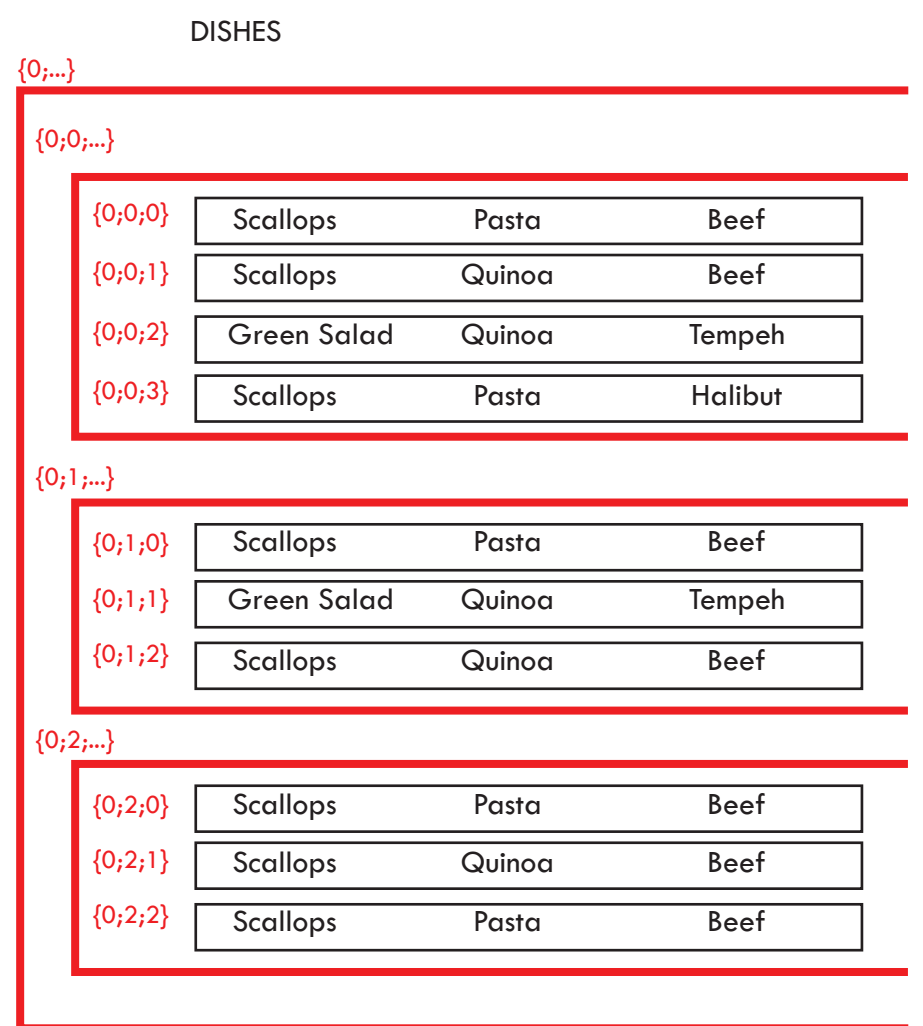 DISHES
{0;...}
{0;0;...}
{0;0;0} Scallops Pasta Beef
{0;0;1} Scallops Quinoa Beef
{0;0;2} Green Salad Quinoa Tempeh
{0;0;3} Scallops Pasta Halibut
{0;1;...}
{0;1;0} Scallops Pasta Beef
{0;1;1} Green Salad Quinoa Tempeh
{0;1;2} Scallops Quinoa Beef
{0;2;...}
{0;2;0} Scallops Pasta Beef
{0;2;1} Scallops Quinoa Beef
{0;2;2} Scallops Pasta Beef